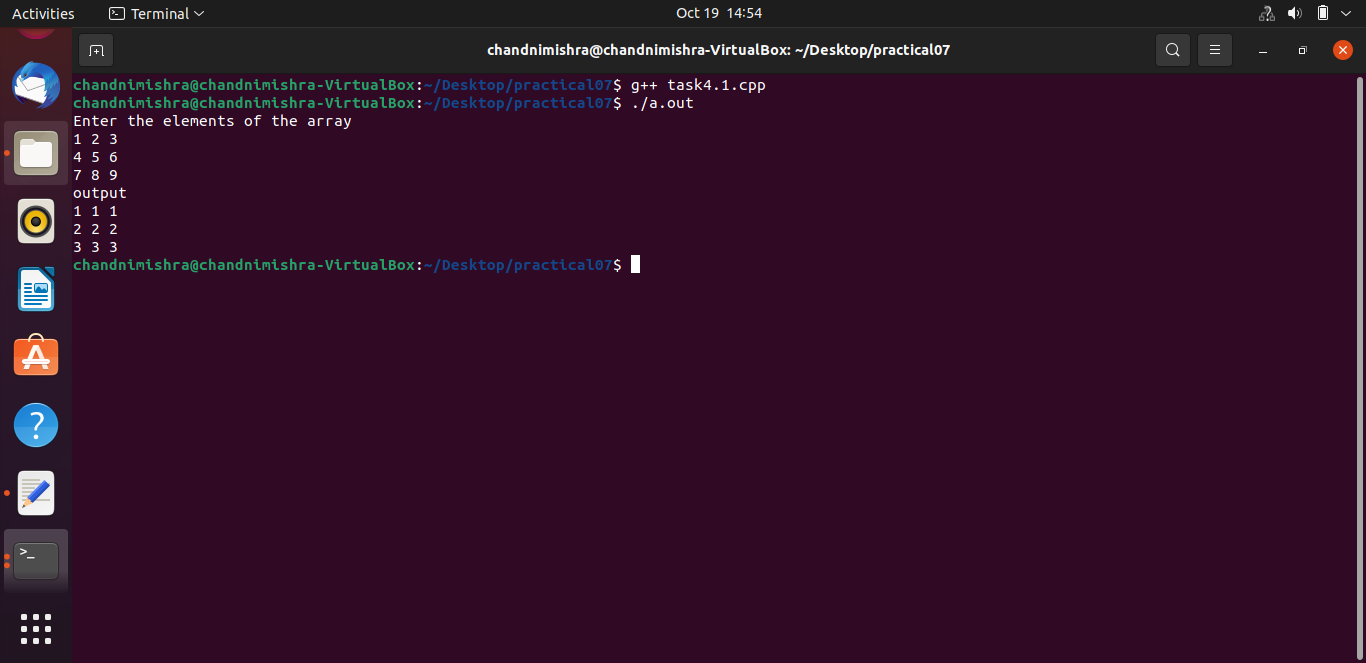 Activities
Terminal
Oct 19 14:54
chandnimishra@chandnimishra-VirtualBox: ~/Desktop/practical07
chandnimishra@chandnimishra-VirtualBox:~/Desktop/practical07$ g++ task4.1.cpp
chandnimishra@chandnimishra-VirtualBox:~/Desktop/practical07$ ./a.out
Enter the elements of the array
1 2 3
4 5 6
7 8 9
output
1 1 1
2 2 2
3 3 3
chandnimishra@chandnimishra-VirtualBox:~/Desktop/practical07$